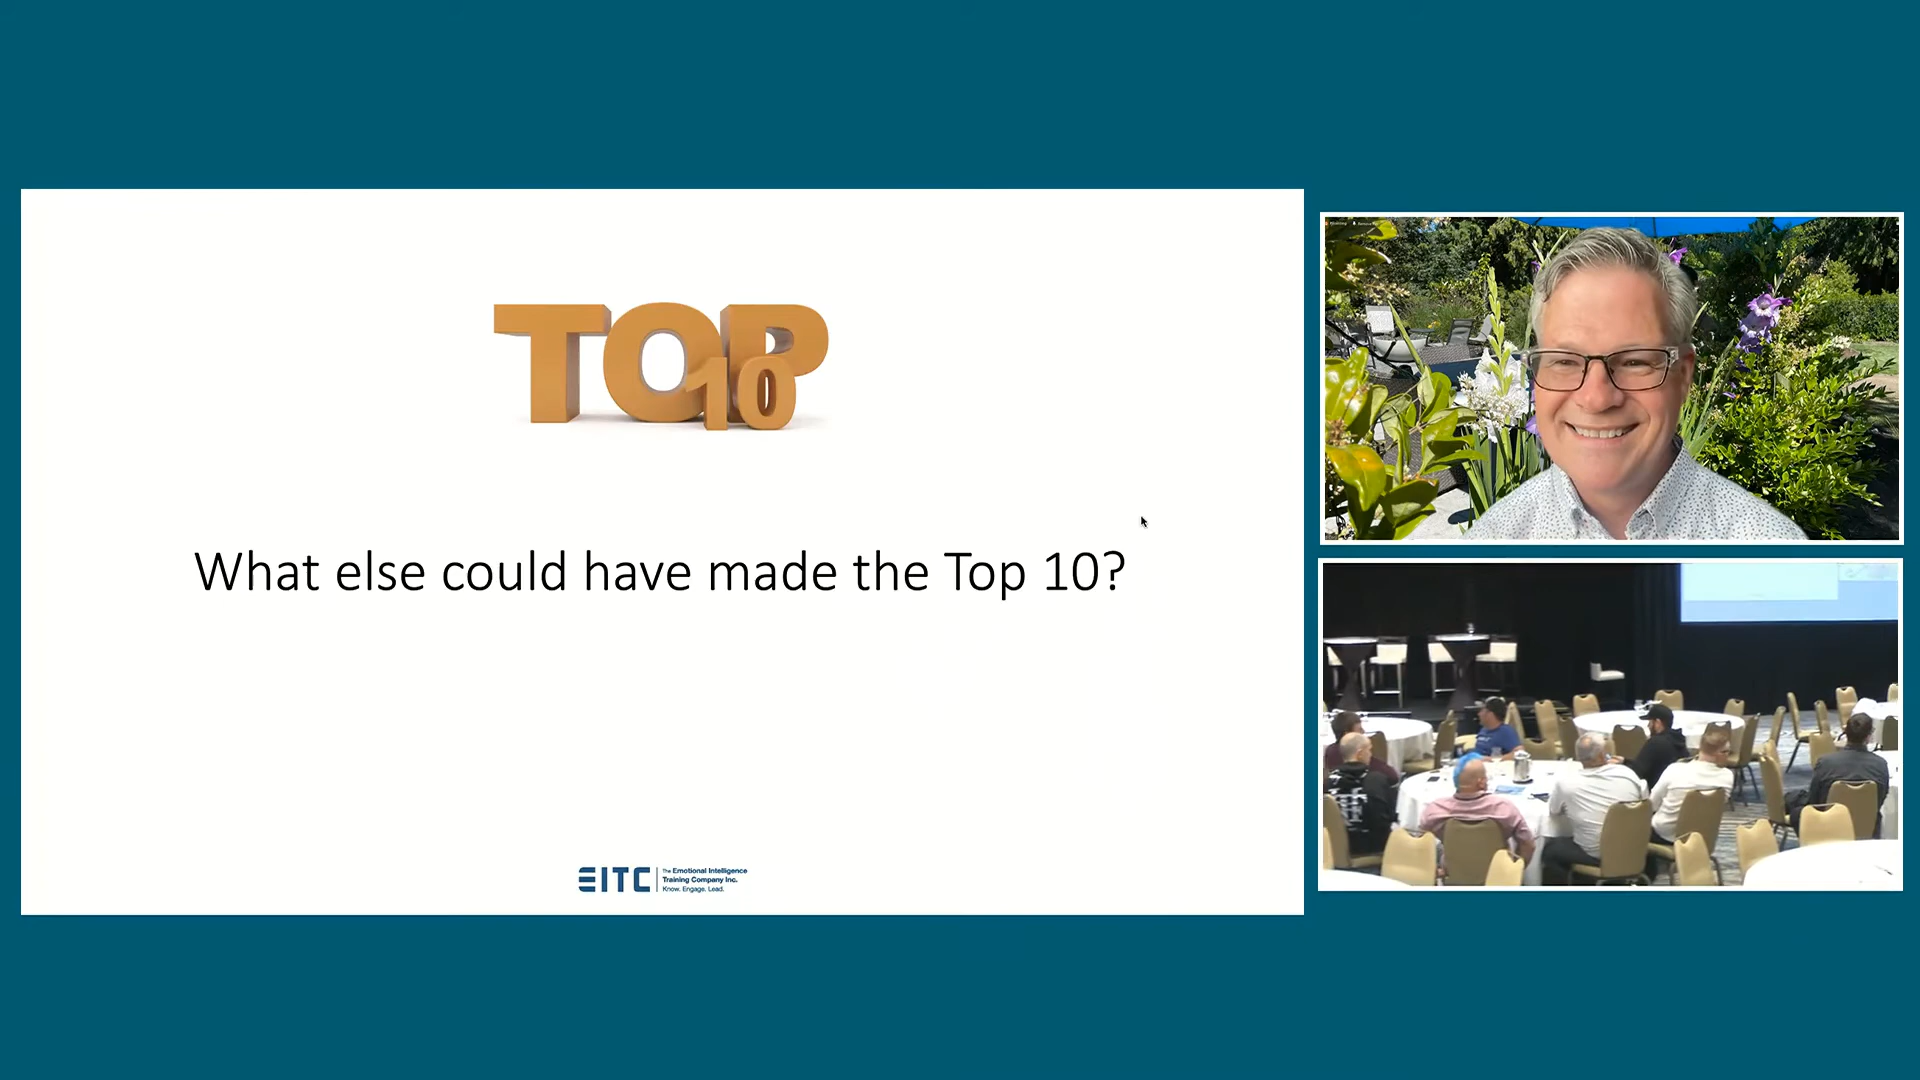 TOP
10
What else could have made the Top 10?
EITC
The Emotional Intelligence
Training Company Inc.
Know. Engage. Lead.